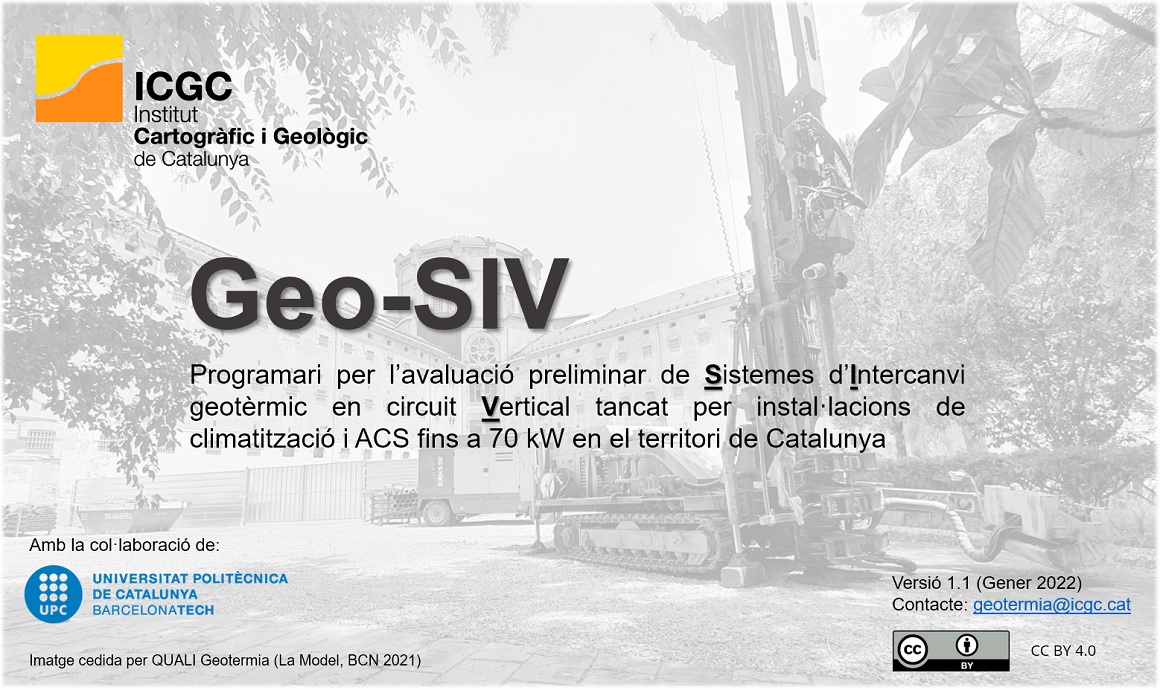 ICGC
Institut
Cartogràfic i Geològic
de Catalunya
Geo-SIV
Programari per l’avaluació preliminar de Sistemes d’Intercanvi
geotèrmic en circuit Vertical tancat per instal·lacions de
climatització i ACS fins a 70 kW en el territori de Catalunya
Amb la col·laboració de:
UPC
UNIVERSITAT POLITÈCNICA
DE CATALUNYA
BARCELONATECH
Versió 1.1 (Gener 2022)
Contacte: geotermia@icgc.cat
cc
BY
CC BY 4.0
Imatge cedida per QUALI Geotermia (La Model, BCN 2021)